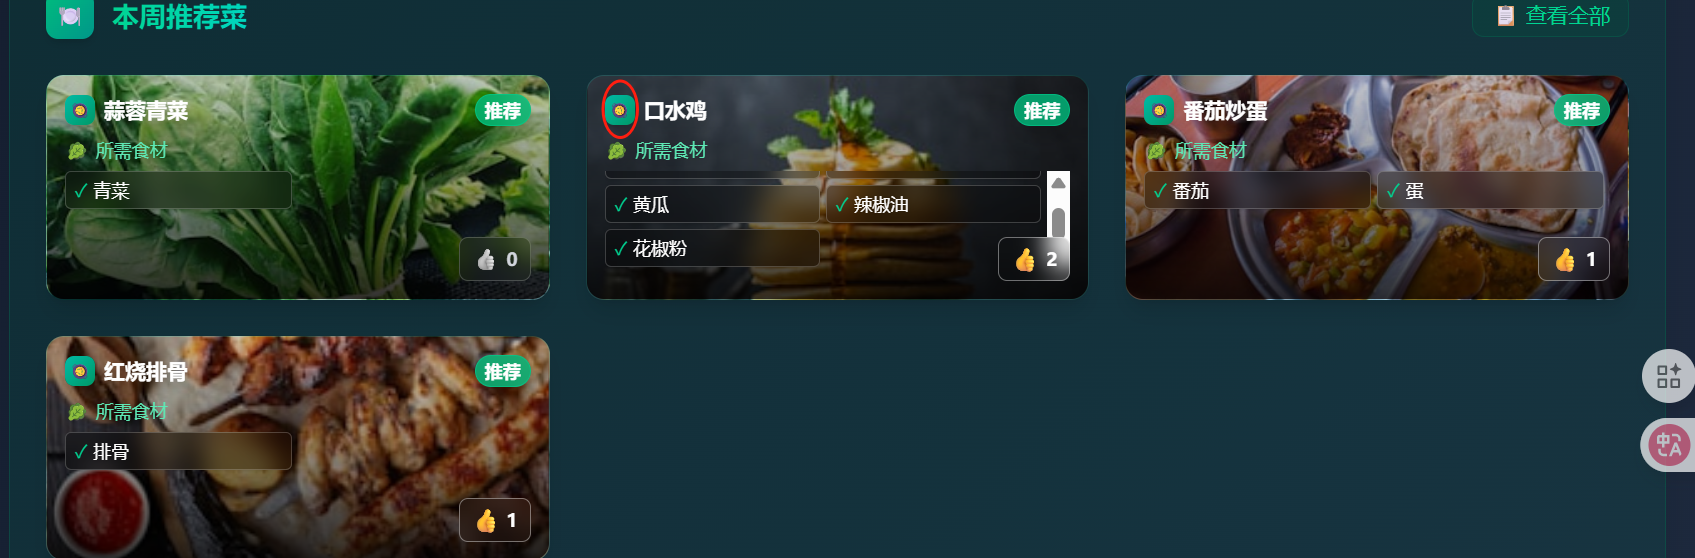 本周推荐菜
查看全部
蒜蓉青菜
推荐
所需食材
✓ 青菜
0
口水鸡
推荐
所需食材
✓ 黄瓜
✓ 辣椒油
✓ 花椒粉
2
番茄炒蛋
推荐
所需食材
✓ 番茄
✓ 蛋
1
红烧排骨
推荐
所需食材
✓ 排骨
1
中A